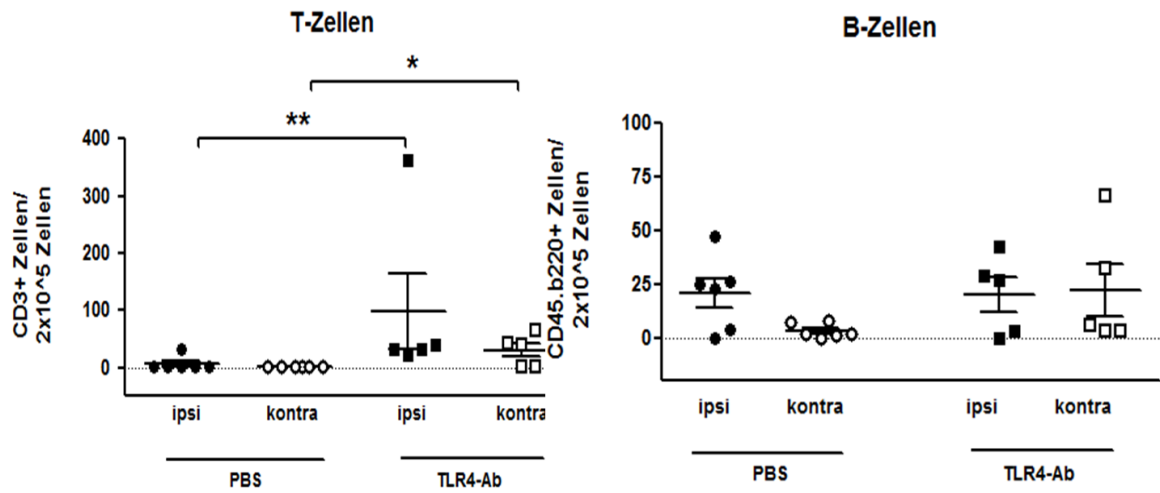 T-Zellen
*
**
400
300
200
100
0
CD3+ Zellen/
2x10^5 Zellen
ipsi kontra ipsi kontra
PBS TLR4-Ab
B-Zellen
100
75
50
25
0
CD45.b220+ Zellen/
2x10^5 Zellen
ipsi kontra ipsi kontra
PBS TLR4-Ab